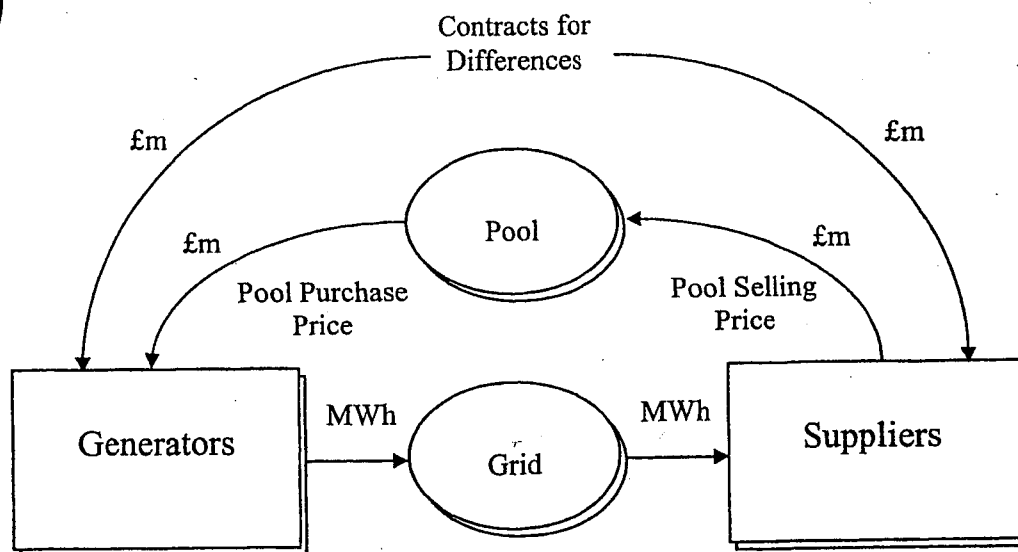 Contracts for
Differences
£m
£m
Pool
£m
£m
Pool Purchase
Price
Pool Selling
Price
MWh
MWh
Generators
Grid
Suppliers